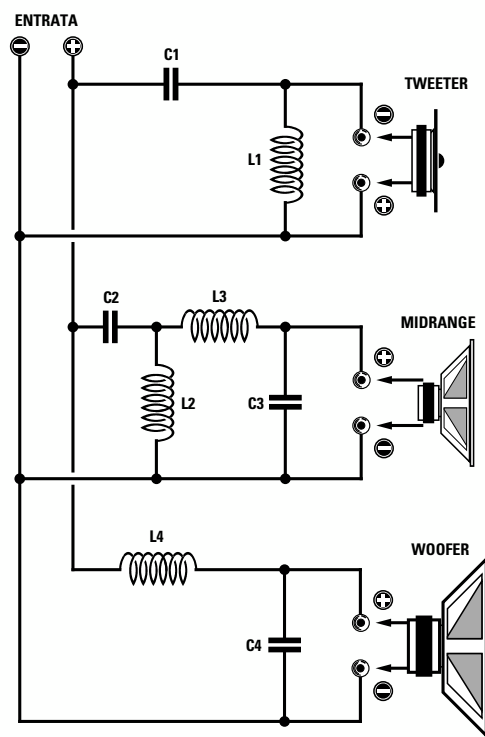 ENTRATA
C1
TWEETER
L1
C2
L3
MIDRANGE
L2
C3
L4
WOOFER
C4